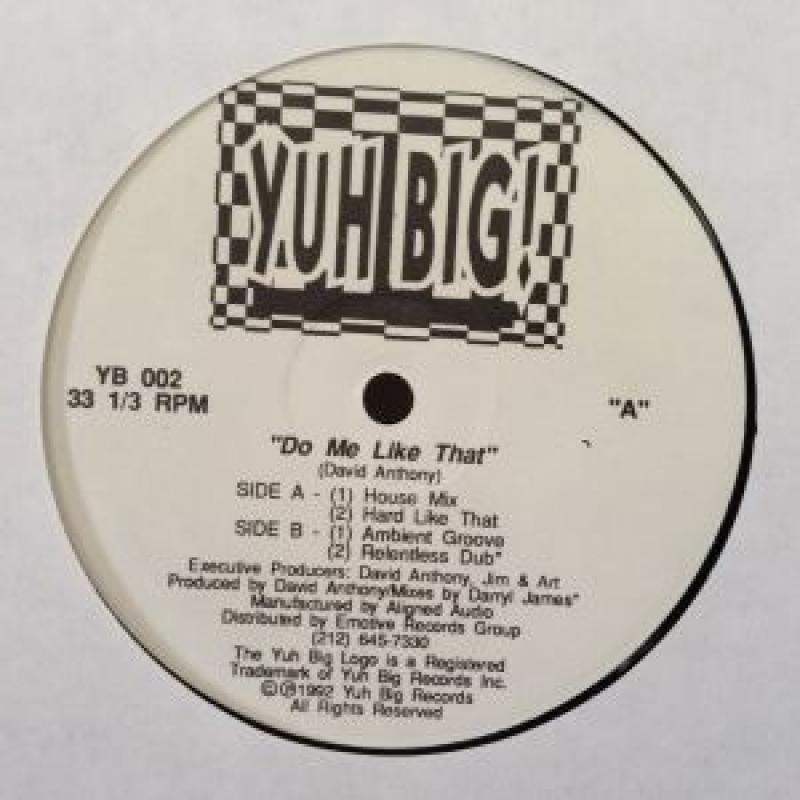 YUH BIG!
YB 002
33 1/3 RPM
"A"
"Do Me Like That"
(David Anthony)
SIDE A - (1) House Mix
(2) Hard Like That
SIDE B - (1) Ambient Groove
(2) Relentless Dub*
Executive Producers: David Anthony, Jim & Art
Produced by David Anthony/Mixes by Darryl James*
Manufactured by Aligned Audio
Distributed by Emotive Records Group
(212) 645-7330
The Yuh Big Logo is a Registered
Trademark of Yuh Big Records Inc.
©℗1992 Yuh Big Records
All Rights Reserved